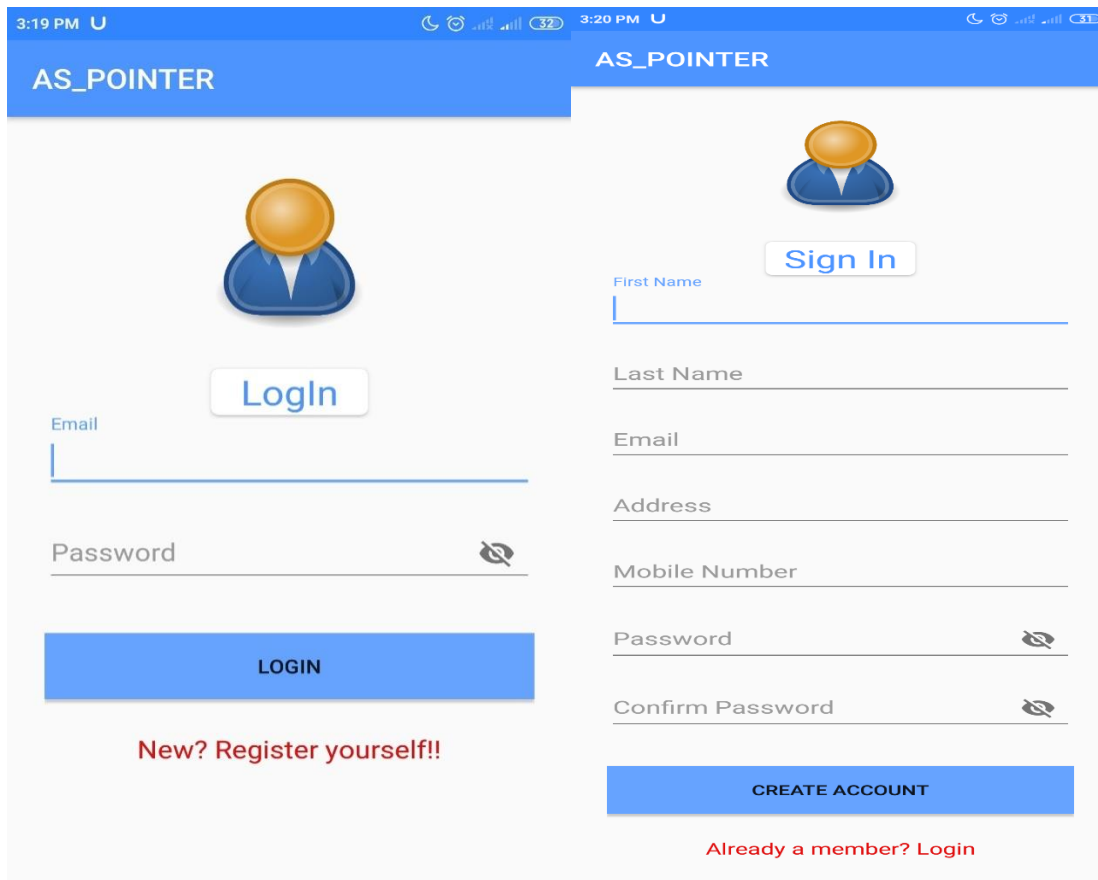 3:19 PM U
32
AS_POINTER
LogIn
Email
Password
LOGIN
New? Register yourself!!
3:20 PM U
31
AS_POINTER
Sign In
First Name
Last Name
Email
Address
Mobile Number
Password
Confirm Password
CREATE ACCOUNT
Already a member? Login